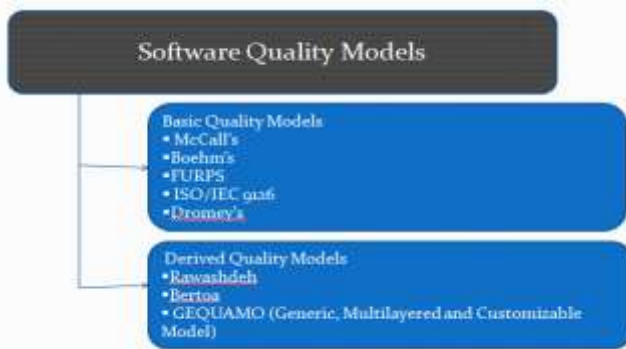 Software Quality Models
Basic Quality Models
• McCall's
•Boehm's
•FURPS
• ISO/IEC 9126
•Dromey's
Derived Quality Models
•Rawashdeh
•Bertoa
• GEQUAMO (Generic, Multilayered and Customizable
Model)